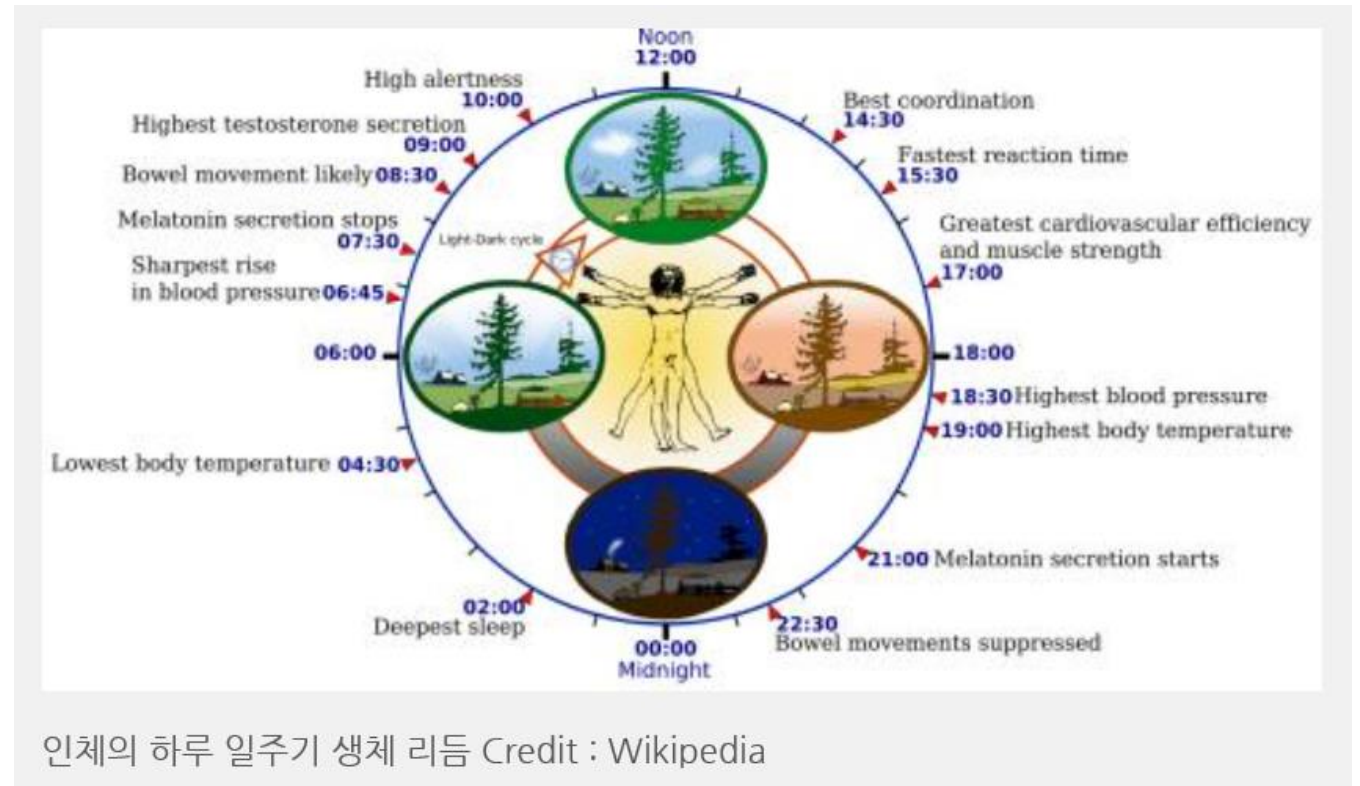 Noon
12:00
High alertness
10:00
Highest testosterone secretion
09:00
Bowel movement likely 08:30
Melatonin secretion stops
07:30
Sharpest rise
in blood pressure 06:45
06:00
Lowest body temperature 04:30
02:00
Deepest sleep
00:00
Midnight
Light-Dark cycle
Best coordination
14:30
Fastest reaction time
15:30
Greatest cardiovascular efficiency
and muscle strength
17:00
18:00
18:30 Highest blood pressure
19:00 Highest body temperature
21:00 Melatonin secretion starts
22:30
Bowel movements suppressed
인체의 하루 일주기 생체 리듬 Credit : Wikipedia